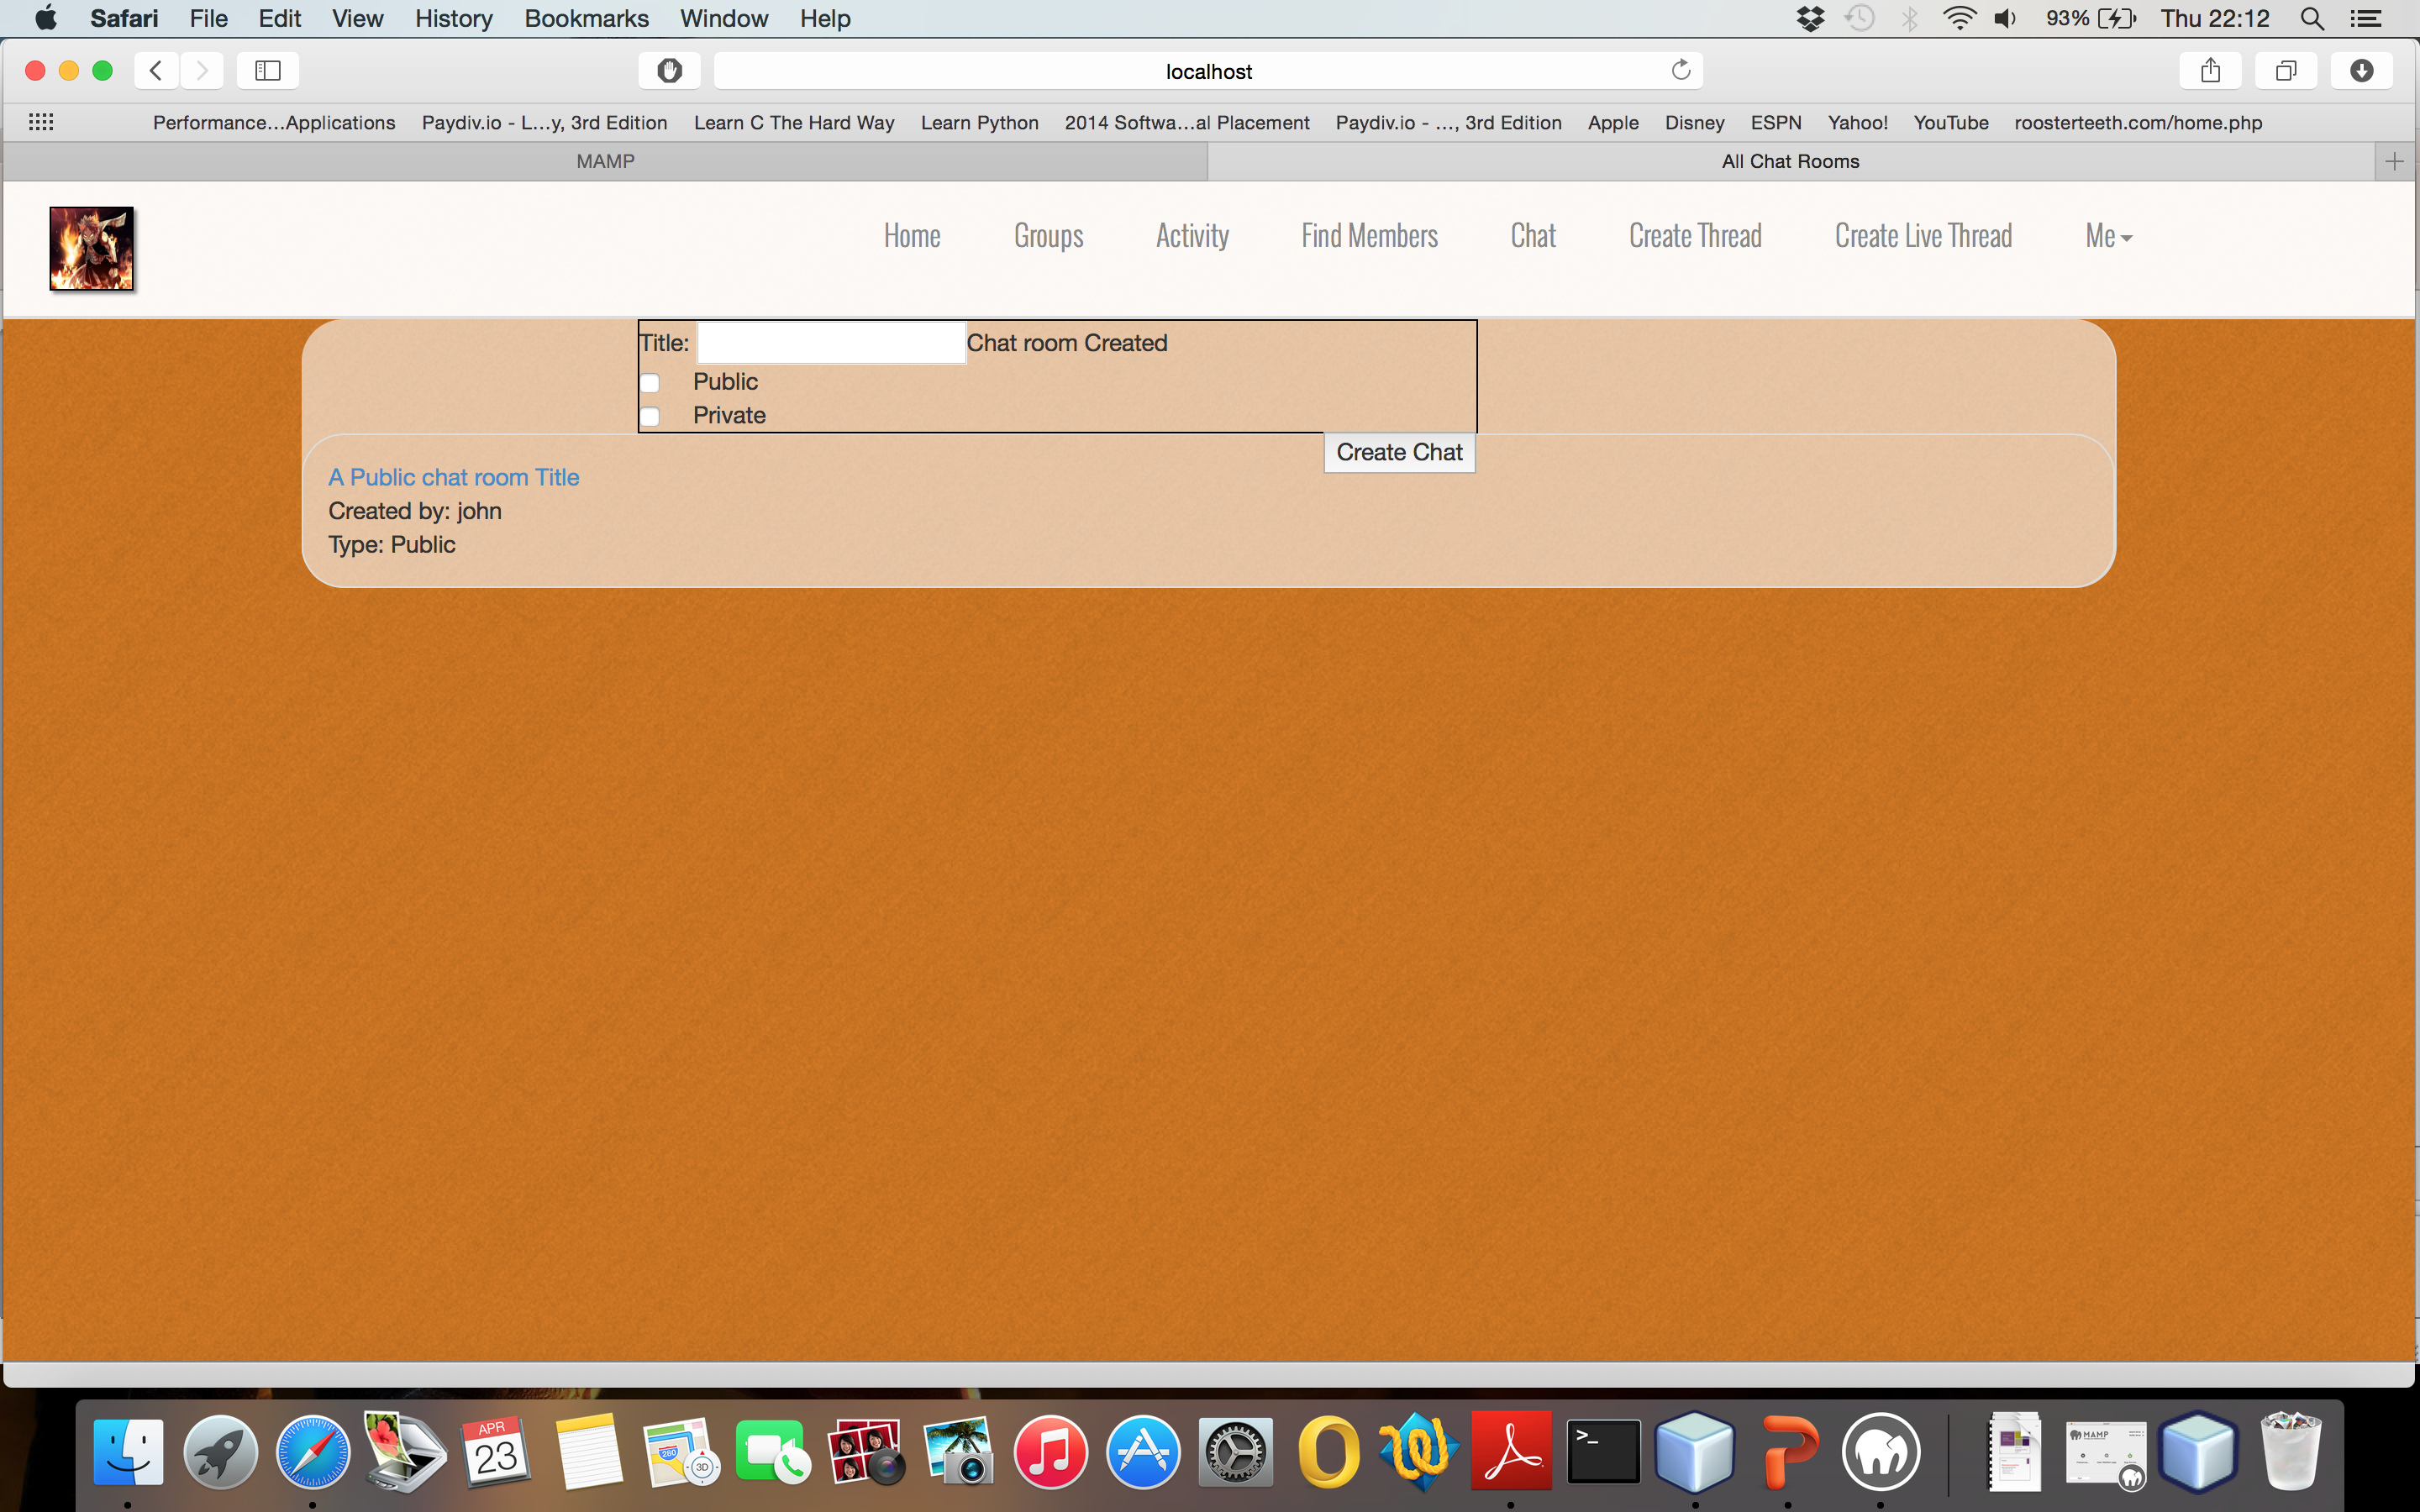 Safari File Edit View History Bookmarks Window Help 93% Thu 22:12
localhost
Performance...Applications Paydiv.io - L...y, 3rd Edition Learn C The Hard Way Learn Python 2014 Softwa...al Placement Paydiv.io - ..., 3rd Edition Apple Disney ESPN Yahoo! YouTube roosterteeth.com/home.php
MAMP All Chat Rooms
Home Groups Activity Find Members Chat Create Thread Create Live Thread Me
Title: Chat room Created
Public
Private
Create Chat
A Public chat room Title
Created by: john
Type: Public
APR
23
280
3D
>_
MAMP